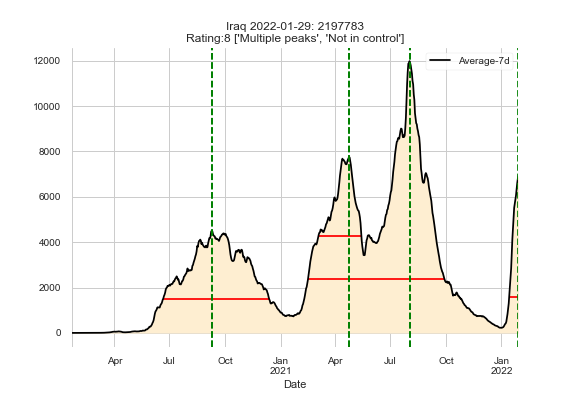 Iraq 2022-01-29: 2197783
Rating:8 ['Multiple peaks', 'Not in control']
Average-7d
12000
10000
8000
6000
4000
2000
0
Apr Jul Oct Jan Apr Jul Oct Jan
2021 2022
Date